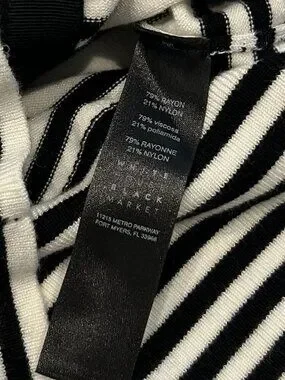 79% RAYON
21% NYLON
79% viscosa
21% poliamida
79% RAYONNE
21% NYLON
WHITE
HOUSE
BLACK
MARKET
11215 METRO PARKWAY
FORT MYERS, FL 33966